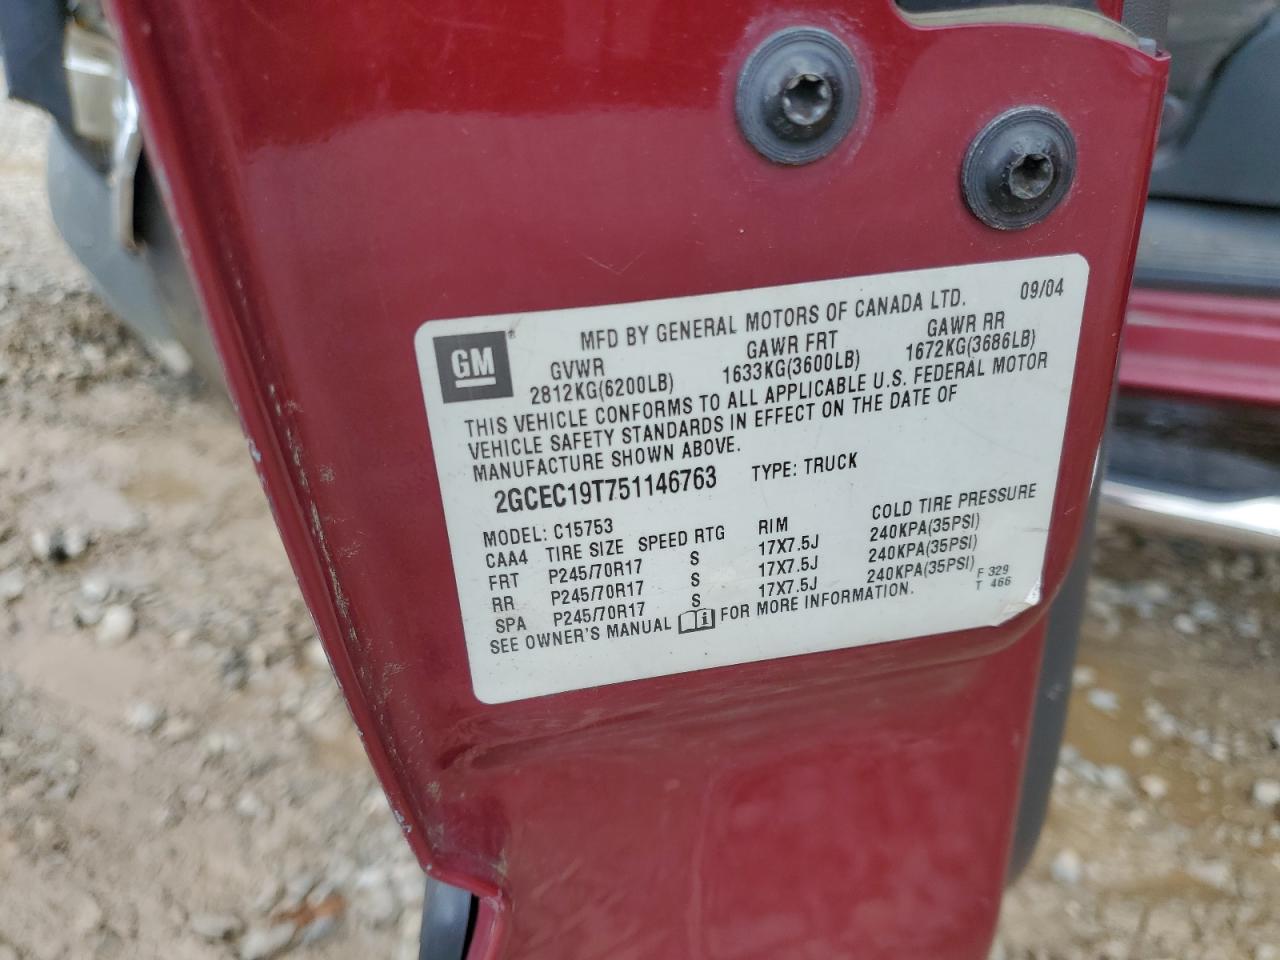 GM®
MFD BY GENERAL MOTORS OF CANADA LTD. 09/04
GVWR GAWR FRT GAWR RR
2812KG(6200LB) 1633KG(3600LB) 1672KG(3686LB)
THIS VEHICLE CONFORMS TO ALL APPLICABLE U.S. FEDERAL MOTOR
VEHICLE SAFETY STANDARDS IN EFFECT ON THE DATE OF
MANUFACTURE SHOWN ABOVE.
2GCEC19T751146763 TYPE: TRUCK
MODEL: C15753
CAA4 TIRE SIZE SPEED RTG RIM COLD TIRE PRESSURE
FRT P245/70R17 S 17X7.5J 240KPA(35PSI)
RR P245/70R17 S 17X7.5J 240KPA(35PSI)
SPA P245/70R17 S 17X7.5J 240KPA(35PSI)
SEE OWNER'S MANUAL i FOR MORE INFORMATION.
F 329
T 466